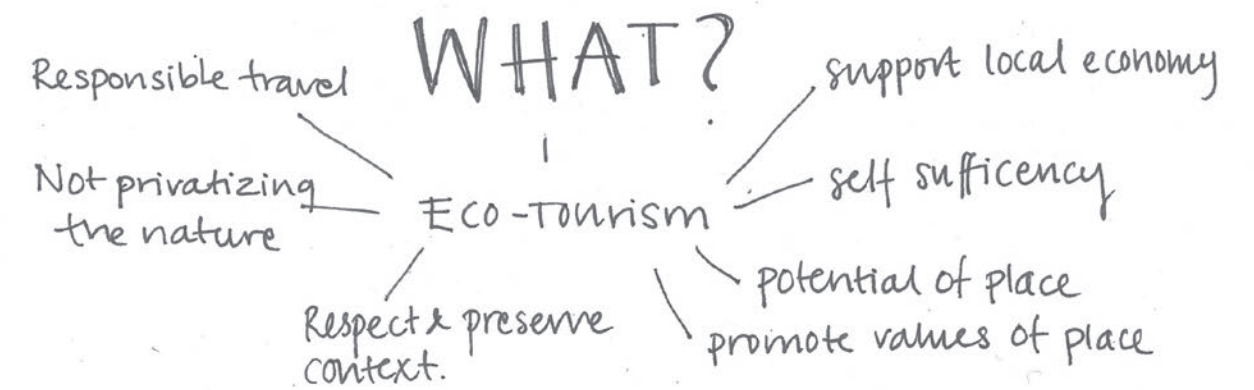 WHAT?
Responsible travel
support local economy
Not privatizing
the nature
Eco-Tourism
self sufficency
Respect & preserve
context.
potential of place
promote values of place